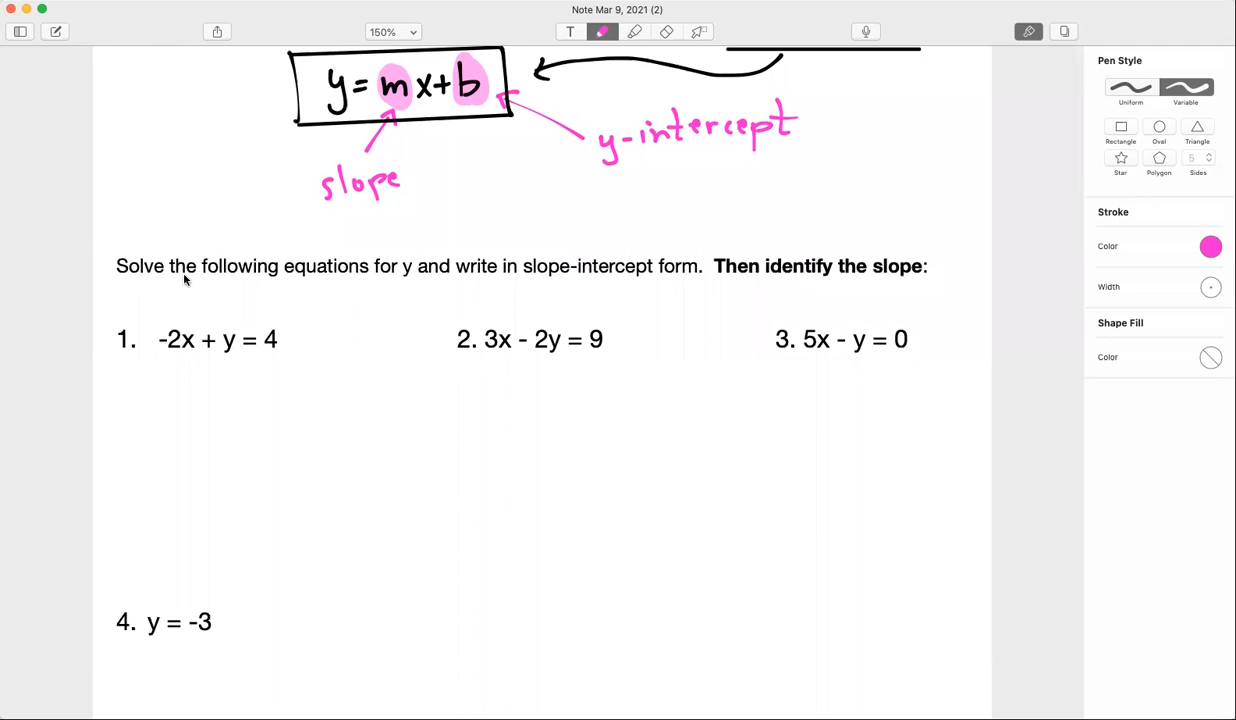 Note Mar 9, 2021 (2)
150%
T
y = mx+b
y-intercept
slope
Solve the following equations for y and write in slope-intercept form. Then identify the slope:
1. -2x + y = 4
2. 3x - 2y = 9
3. 5x - y = 0
4. y = -3
Pen Style
Uniform Variable
Rectangle Oval Triangle
5
Star Polygon Sides
Stroke
Color
Width
Shape Fill
Color